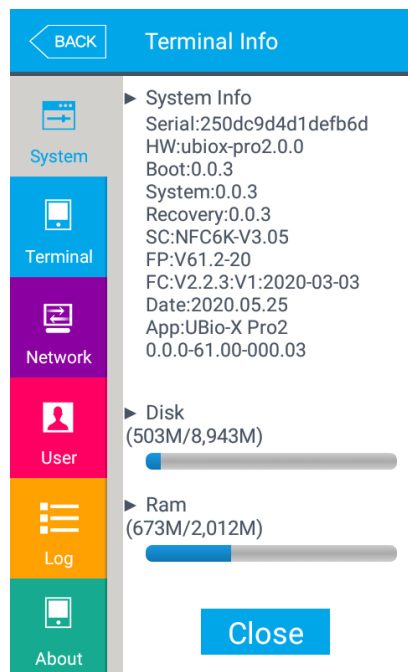 BACK
Terminal Info
System
Terminal
Network
User
Log
About
► System Info
Serial:250dc9d4d1defb6d
HW:ubiox-pro2.0.0
Boot:0.0.3
System:0.0.3
Recovery:0.0.3
SC:NFC6K-V3.05
FP:V61.2-20
FC:V2.2.3:V1:2020-03-03
Date:2020.05.25
App:UBio-X Pro2
0.0.0-61.00-000.03
► Disk
(503M/8,943M)
► Ram
(673M/2,012M)
Close